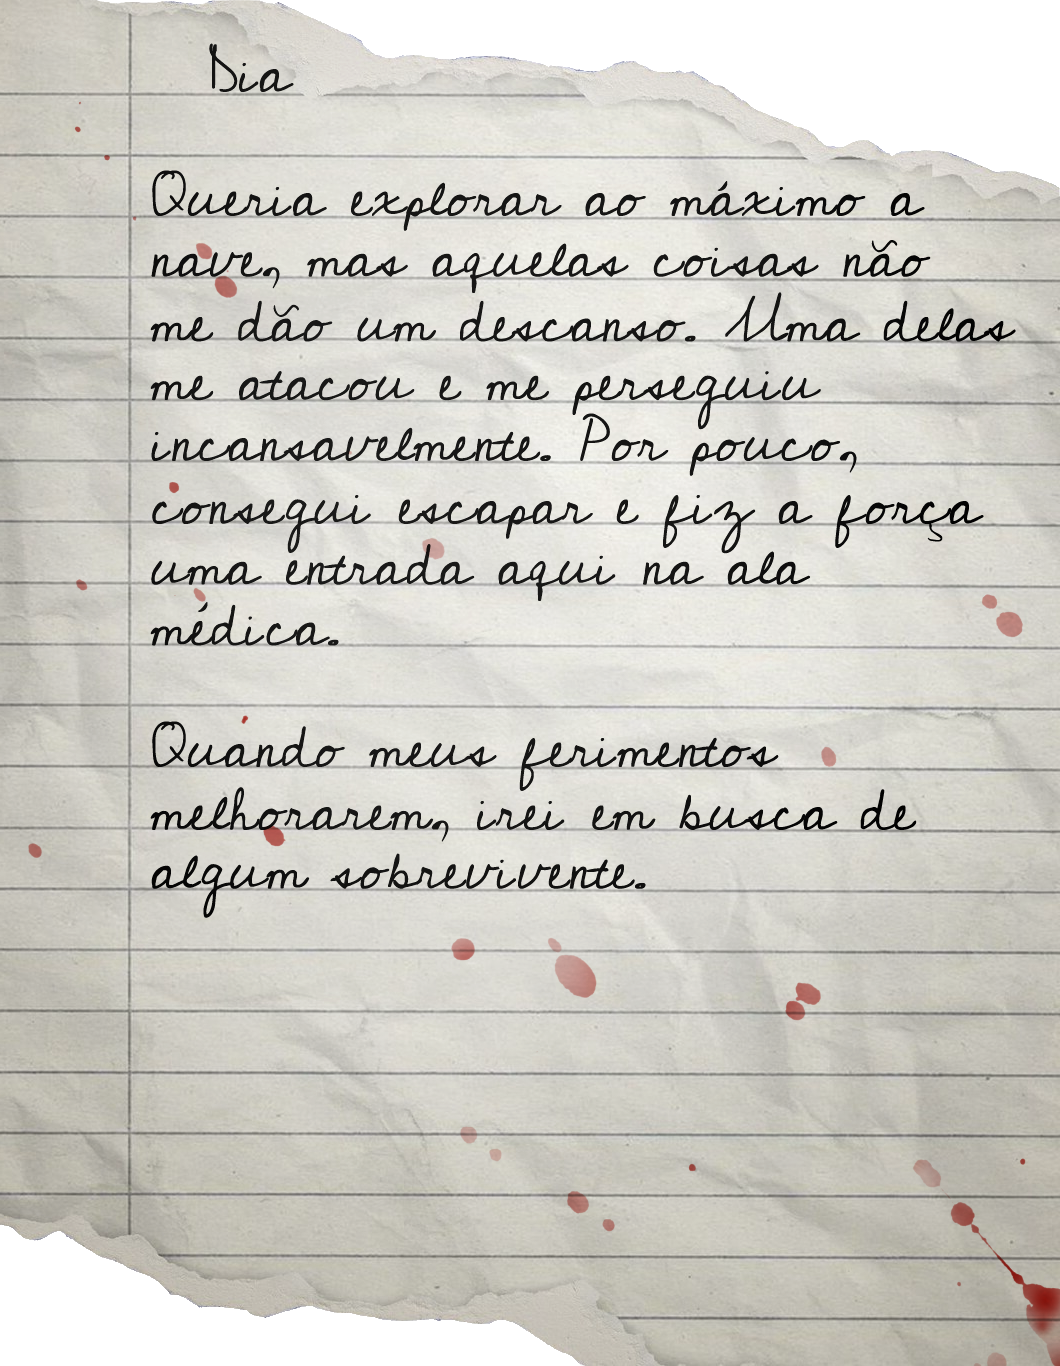 Dia
Queria explorar ao máximo a
nave, mas aquelas coisas não
me dão um descanso. Uma delas
me atacou e me perseguiu
incansavelmente. Por pouco,
consegui escapar e fiz a força
uma entrada aqui na ala
médica.
Quando meus ferimentos
melhorarem, irei em busca de
algum sobrevivente.